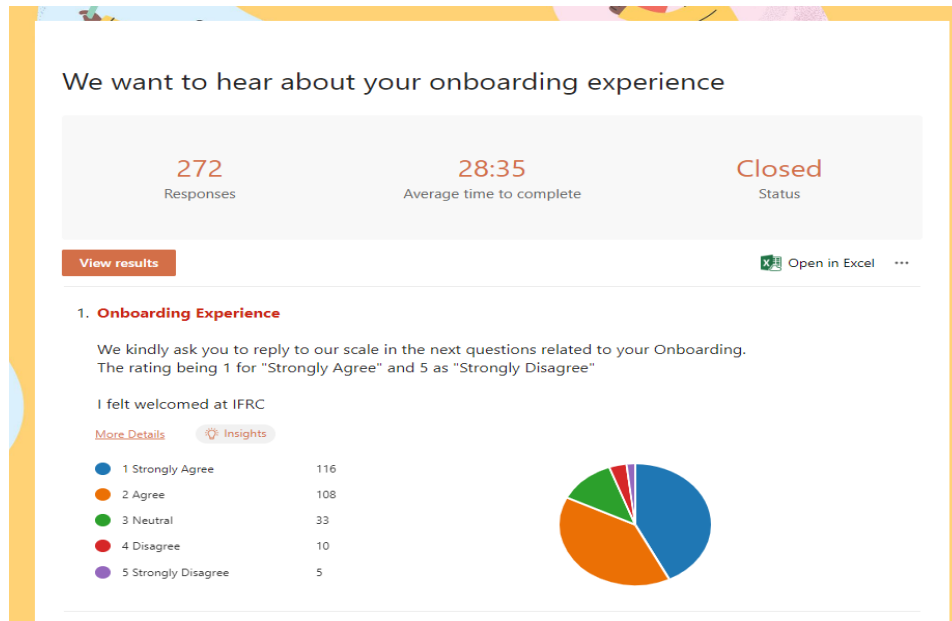 We want to hear about your onboarding experience
272
Responses
28:35
Average time to complete
Closed
Status
View results
Open in Excel
1. Onboarding Experience
We kindly ask you to reply to our scale in the next questions related to your Onboarding.
The rating being 1 for "Strongly Agree" and 5 as "Strongly Disagree"
I felt welcomed at IFRC
More Details Insights
1 Strongly Agree 116
2 Agree 108
3 Neutral 33
4 Disagree 10
5 Strongly Disagree 5